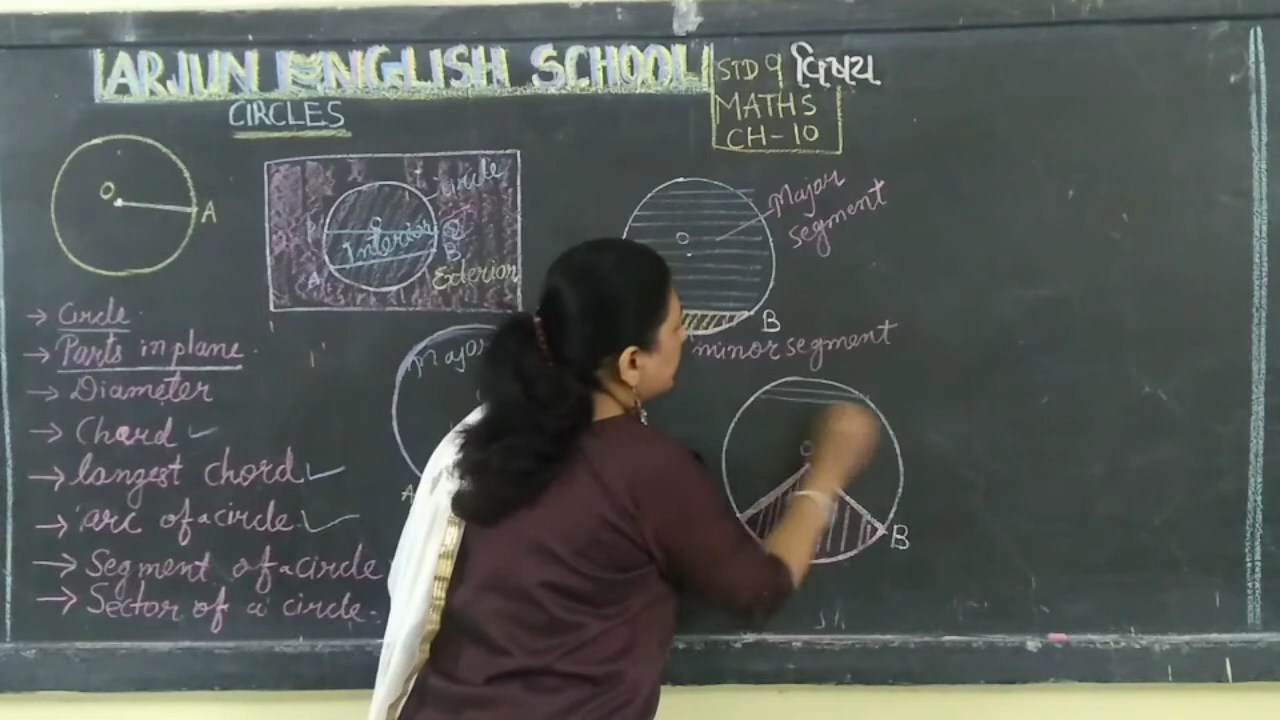 ARJUN ENGLISH SCHOOL
STD 9 વિષય
MATHS
CH-10
CIRCLES
O
A
Circle
P
O
Q
Interior
B
A
Exterior
Major
segment
O
B
minor segment
→ Circle.
→ Parts in plane.
→ Diameter
→ Chord
→ longest chord
→ arc of a circle.
→ Segment of a circle
→ Sector of a circle.
Major
A
O
B